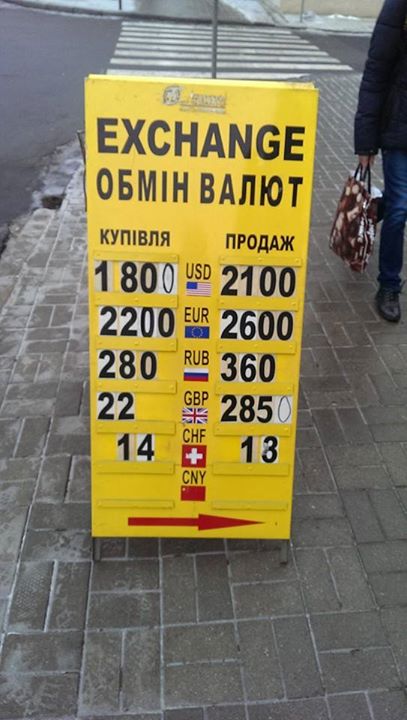 EXCHANGE
ОБМІН ВАЛЮТ
КУПІВЛЯ ПРОДАЖ
1800 USD 2100
2200 EUR 2600
280 RUB 360
22 GBP 2850
14 CHF 13
CNY